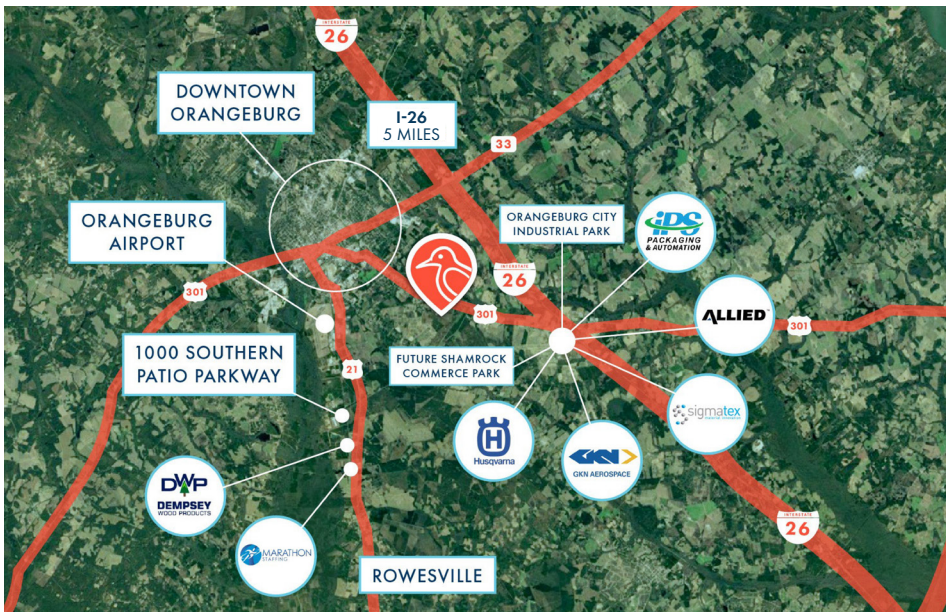 INTERSTATE
26
DOWNTOWN
ORANGEBURG
I-26
5 MILES
33
ORANGEBURG
AIRPORT
ORANGEBURG CITY
INDUSTRIAL PARK
iPS
PACKAGING
& AUTOMATION
INTERSTATE
26
301
301
ALLIED
301
1000 SOUTHERN
PATIO PARKWAY
21
FUTURE SHAMROCK
COMMERCE PARK
sigmatex
H
Husqvarna
GKN
GKN AEROSPACE
DWP
DEMPSEY
WOOD PRODUCTS
INTERSTATE
26
MARATHON
STAFFING
ROWESVILLE